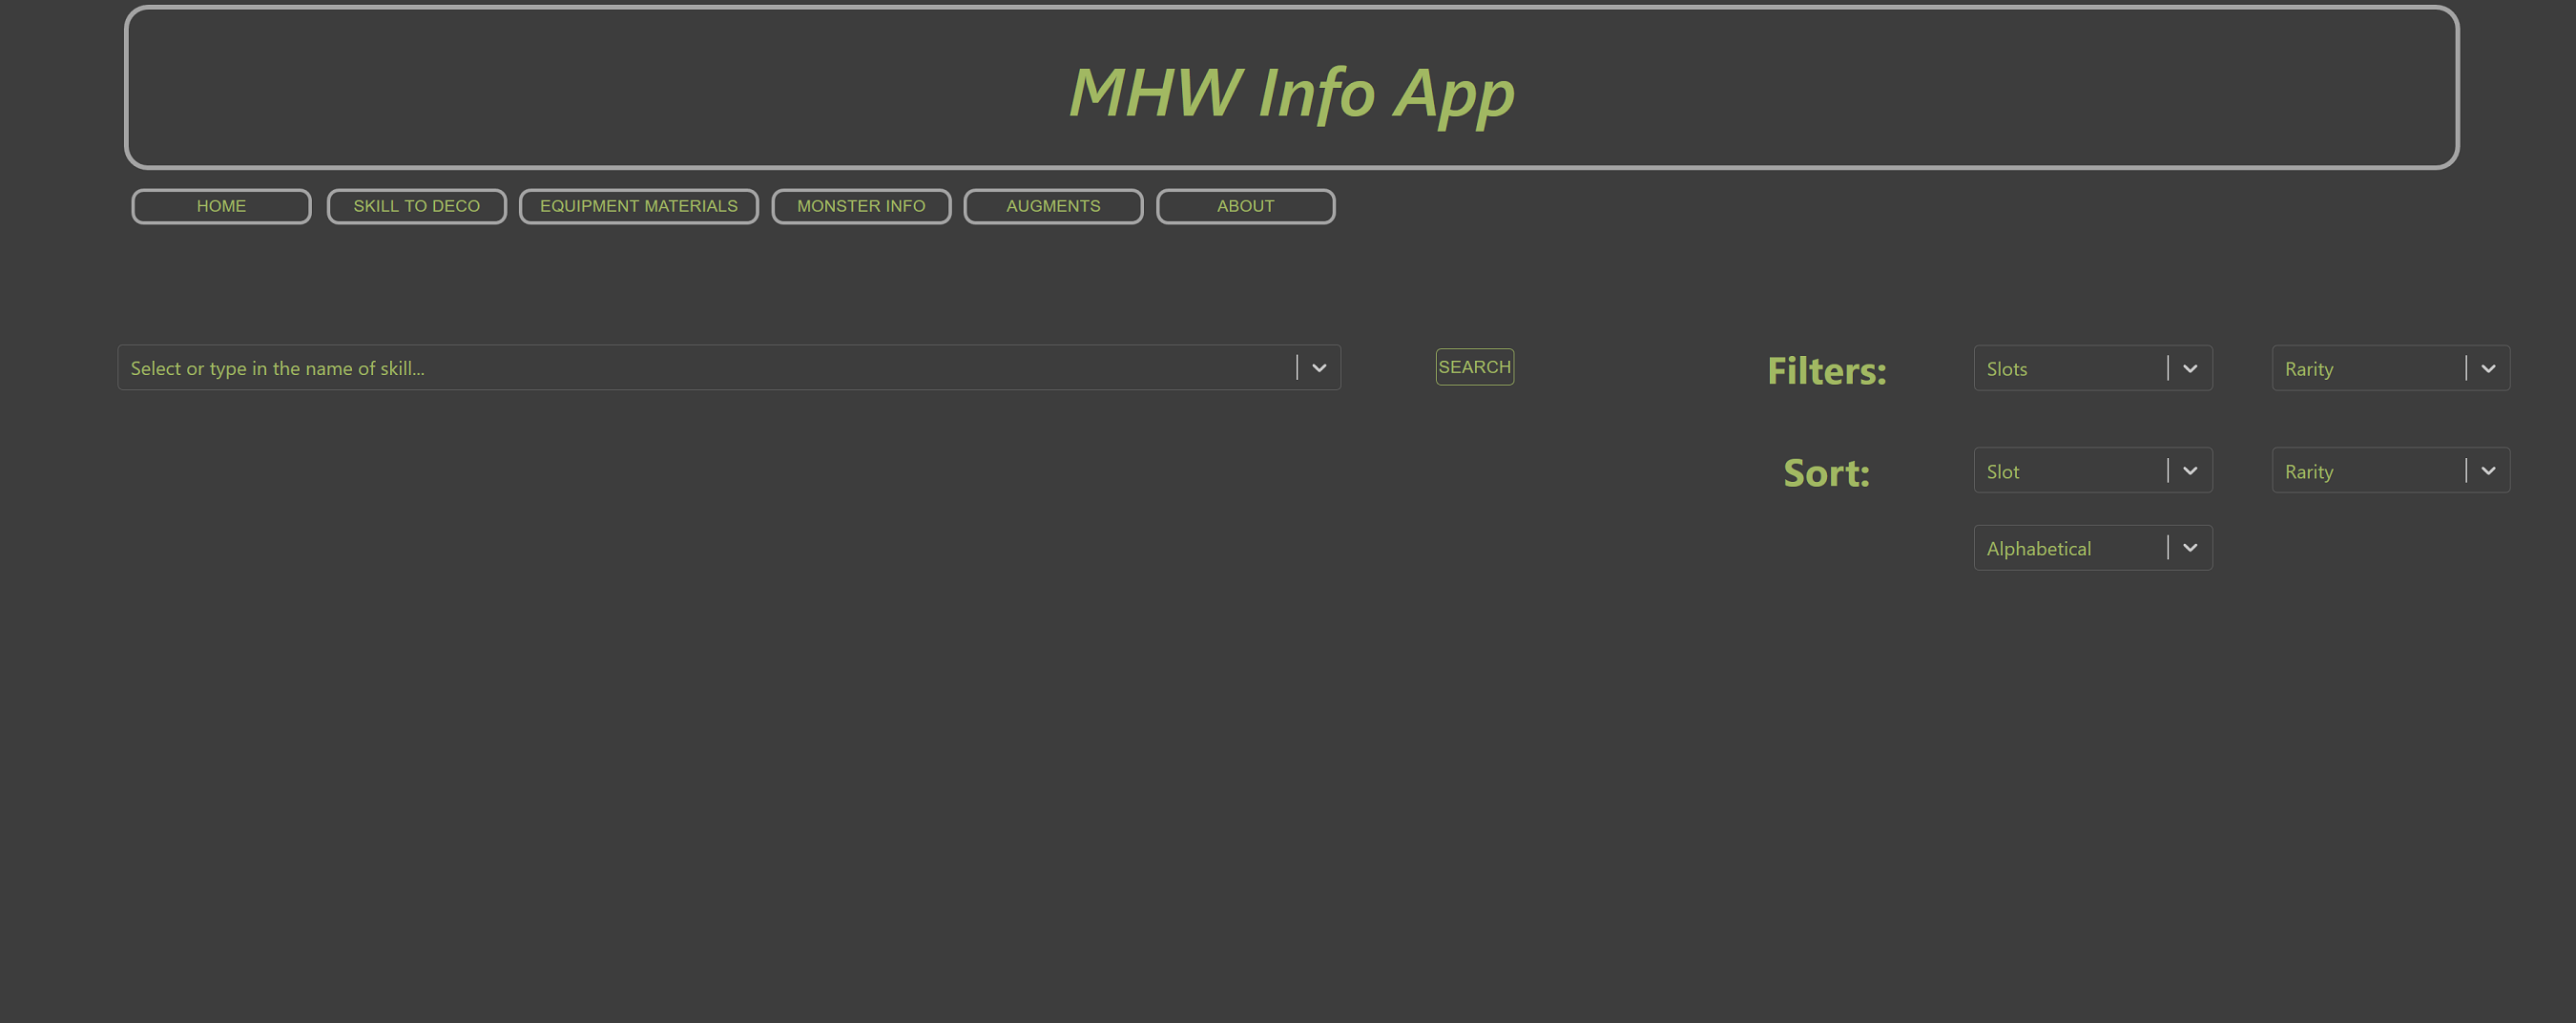 MHW Info App
HOME SKILL TO DECO EQUIPMENT MATERIALS MONSTER INFO AUGMENTS ABOUT
Select or type in the name of skill... SEARCH Filters: Slots Rarity
Sort: Slot Rarity
Alphabetical